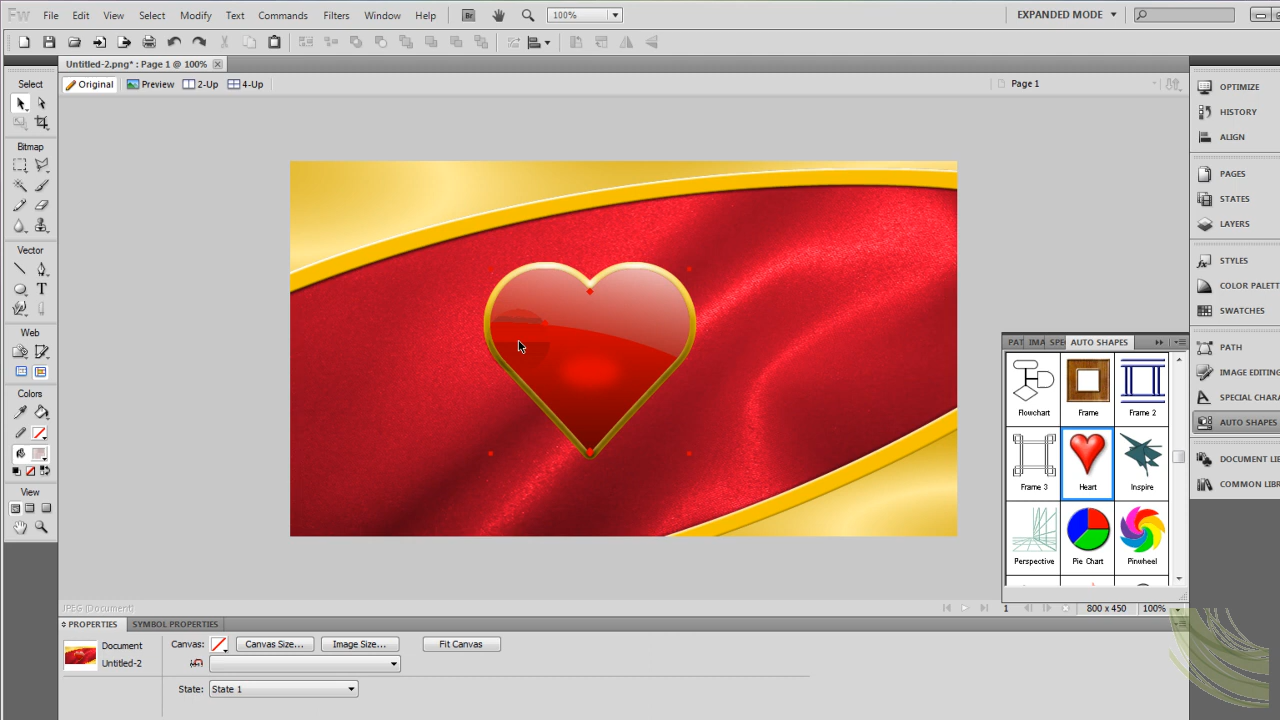 Fw File Edit View Select Modify Text Commands Filters Window Help Br 100% EXPANDED MODE
Untitled-2.png* : Page 1 @ 100%
Original Preview 2-Up 4-Up Page 1
Select
Bitmap
Vector
T
Web
Colors
View
OPTIMIZE
HISTORY
ALIGN
PAGES
STATES
LAYERS
STYLES
COLOR PALETT
SWATCHES
PATH
IMAGE EDITING
SPECIAL CHARA
AUTO SHAPES
DOCUMENT LIB
COMMON LIBR
PAT IMA SPE AUTO SHAPES
Flowchart Frame Frame 2
Frame 3 Heart Inspire
Perspective Pie Chart Pinwheel
JPEG (Document) 1 800 x 450 100%
PROPERTIES SYMBOL PROPERTIES
Document
Untitled-2
Canvas: Canvas Size... Image Size... Fit Canvas
State: State 1